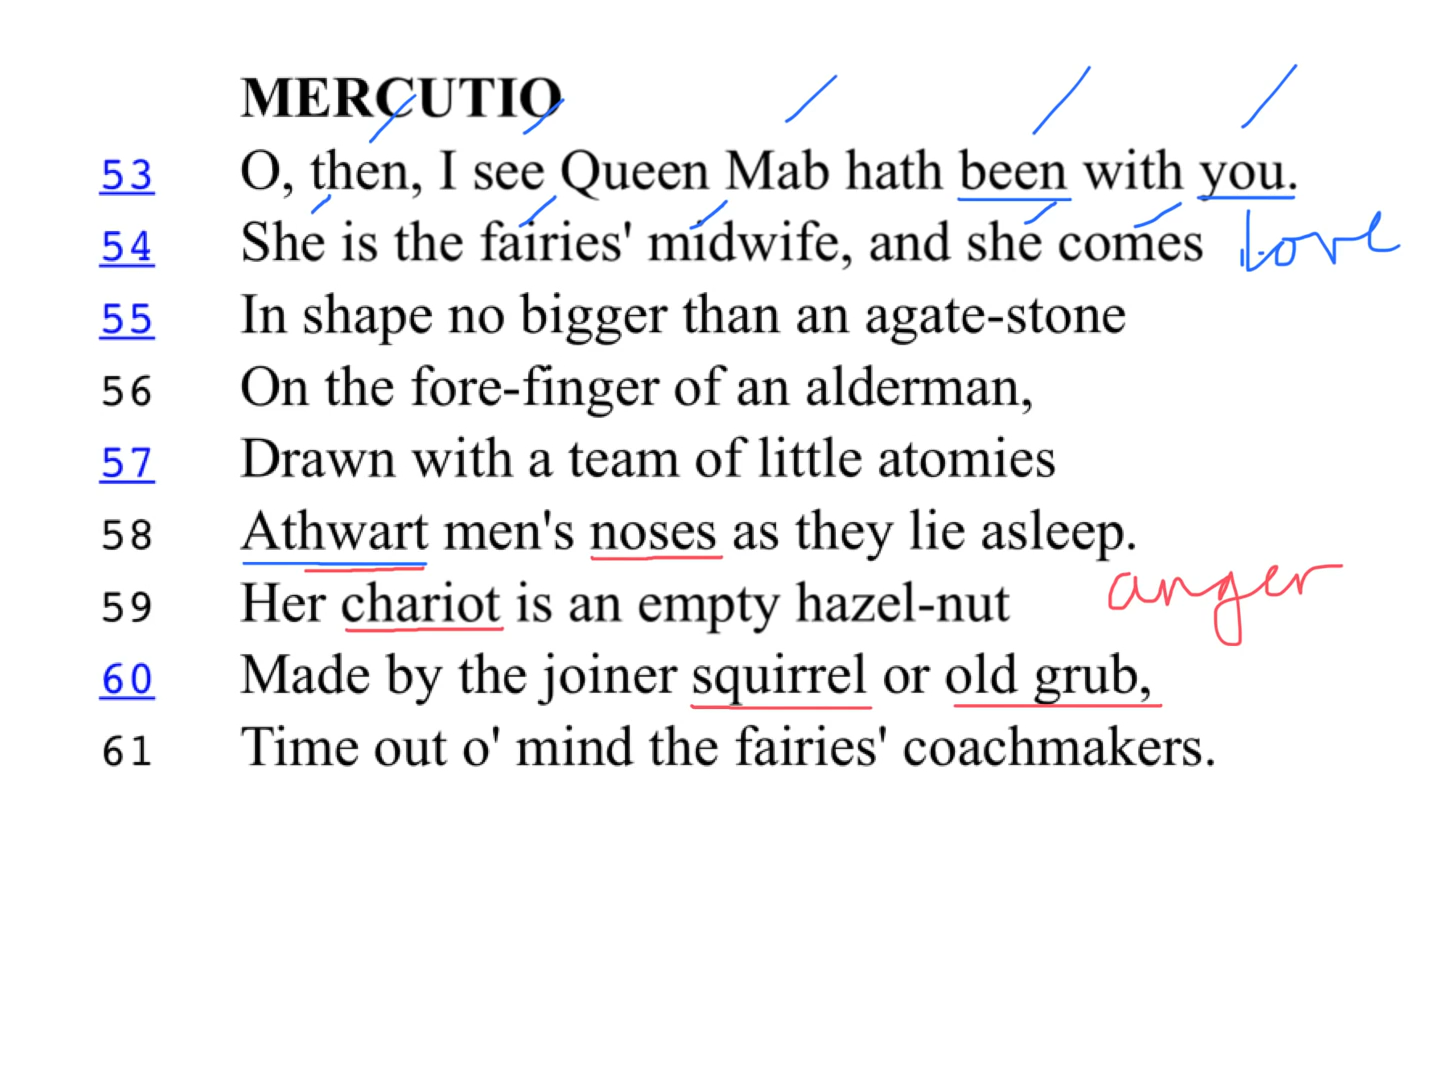 MERCUTIO
53 O, then, I see Queen Mab hath been with you.
54 She is the fairies' midwife, and she comes love
55 In shape no bigger than an agate-stone
56 On the fore-finger of an alderman,
57 Drawn with a team of little atomies
58 Athwart men's noses as they lie asleep.
anger
59 Her chariot is an empty hazel-nut
60 Made by the joiner squirrel or old grub,
61 Time out o' mind the fairies' coachmakers.